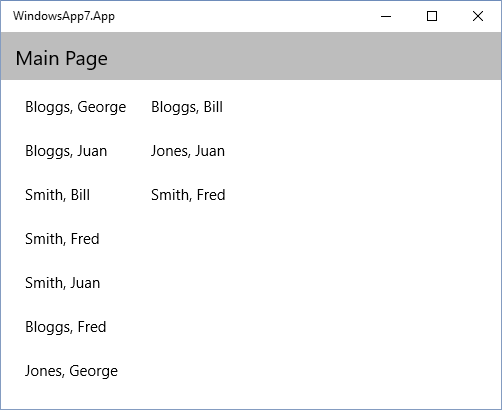 WindowsApp7.App
Main Page
Bloggs, George
Bloggs, Juan
Smith, Bill
Smith, Fred
Smith, Juan
Bloggs, Fred
Jones, George
Bloggs, Bill
Jones, Juan
Smith, Fred